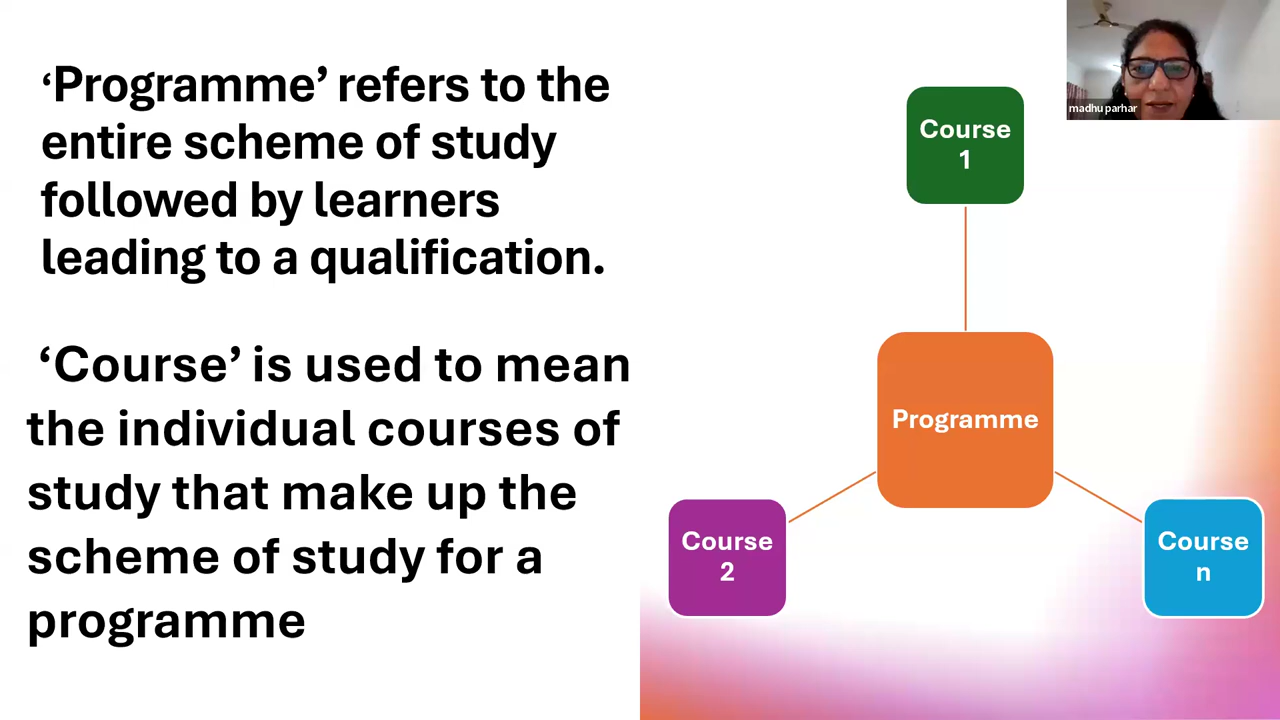 ‘Programme’ refers to the
entire scheme of study
followed by learners
leading to a qualification.
‘Course’ is used to mean
the individual courses of
study that make up the
scheme of study for a
programme
Course
1
Programme
Course
2
Course
n
madhu parhar